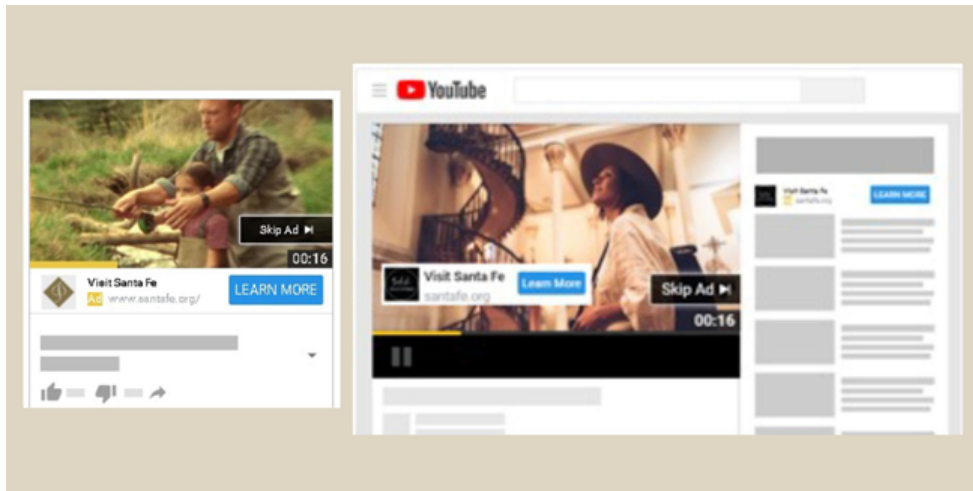 Skip Ad
00:16
Visit Santa Fe
Ad www.santafe.org/
LEARN MORE
YouTube
Visit Santa Fe
santafe.org
Learn More
Skip Ad
00:16
Visit Santa Fe
santafe.org
LEARN MORE